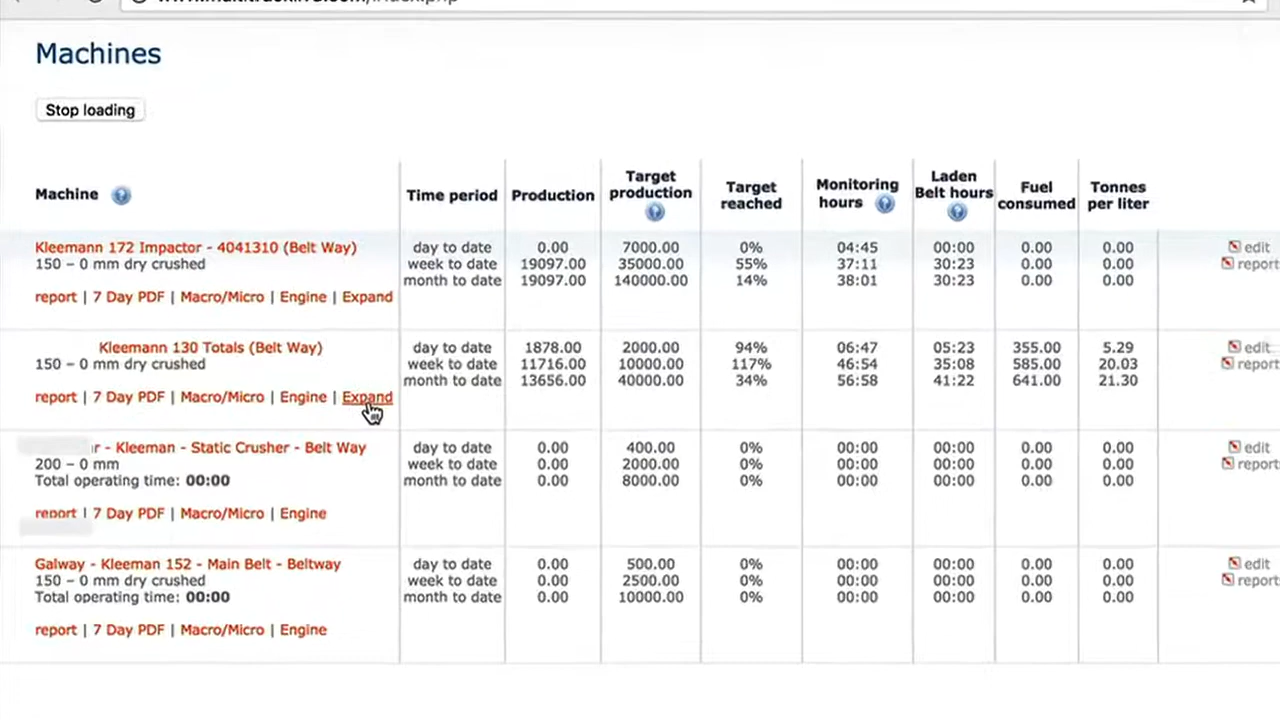 Machines
Stop loading
Machine Time period Production Target production Target reached Monitoring hours Laden Belt hours Fuel consumed Tonnes per liter
Kleemann 172 Impactor - 4041310 (Belt Way) day to date 0.00 7000.00 0% 04:45 00:00 0.00 0.00 edit
150 – 0 mm dry crushed week to date 19097.00 35000.00 55% 37:11 30:23 0.00 0.00 report
month to date 19097.00 140000.00 14% 38:01 30:23 0.00 0.00
report | 7 Day PDF | Macro/Micro | Engine | Expand
Kleemann 130 Totals (Belt Way) day to date 1878.00 2000.00 94% 06:47 05:23 355.00 5.29 edit
150 – 0 mm dry crushed week to date 11716.00 10000.00 117% 46:54 35:08 585.00 20.03 report
month to date 13656.00 40000.00 34% 56:58 41:22 641.00 21.30
report | 7 Day PDF | Macro/Micro | Engine | Expand
r - Kleeman - Static Crusher - Belt Way day to date 0.00 400.00 0% 00:00 00:00 0.00 0.00 edit
200 – 0 mm week to date 0.00 2000.00 0% 00:00 00:00 0.00 0.00 report
Total operating time: 00:00 month to date 0.00 8000.00 0% 00:00 00:00 0.00 0.00
report | 7 Day PDF | Macro/Micro | Engine
Galway - Kleeman 152 - Main Belt - Beltway day to date 0.00 500.00 0% 00:00 00:00 0.00 0.00 edit
150 – 0 mm dry crushed week to date 0.00 2500.00 0% 00:00 00:00 0.00 0.00 report
Total operating time: 00:00 month to date 0.00 10000.00 0% 00:00 00:00 0.00 0.00
report | 7 Day PDF | Macro/Micro | Engine